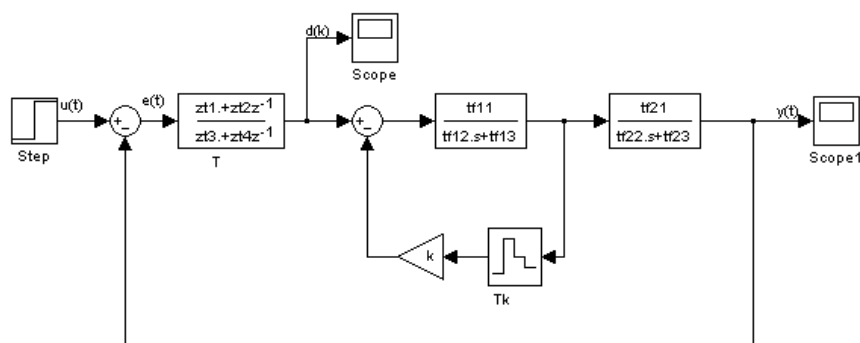 d(k)
Scope
u(t)
e(t)
zt1.+zt2z⁻¹
zt3.+zt4z⁻¹
T
Step
tf11
tf12.s+tf13
tf21
tf22.s+tf23
y(t)
Scope1
k
Tk